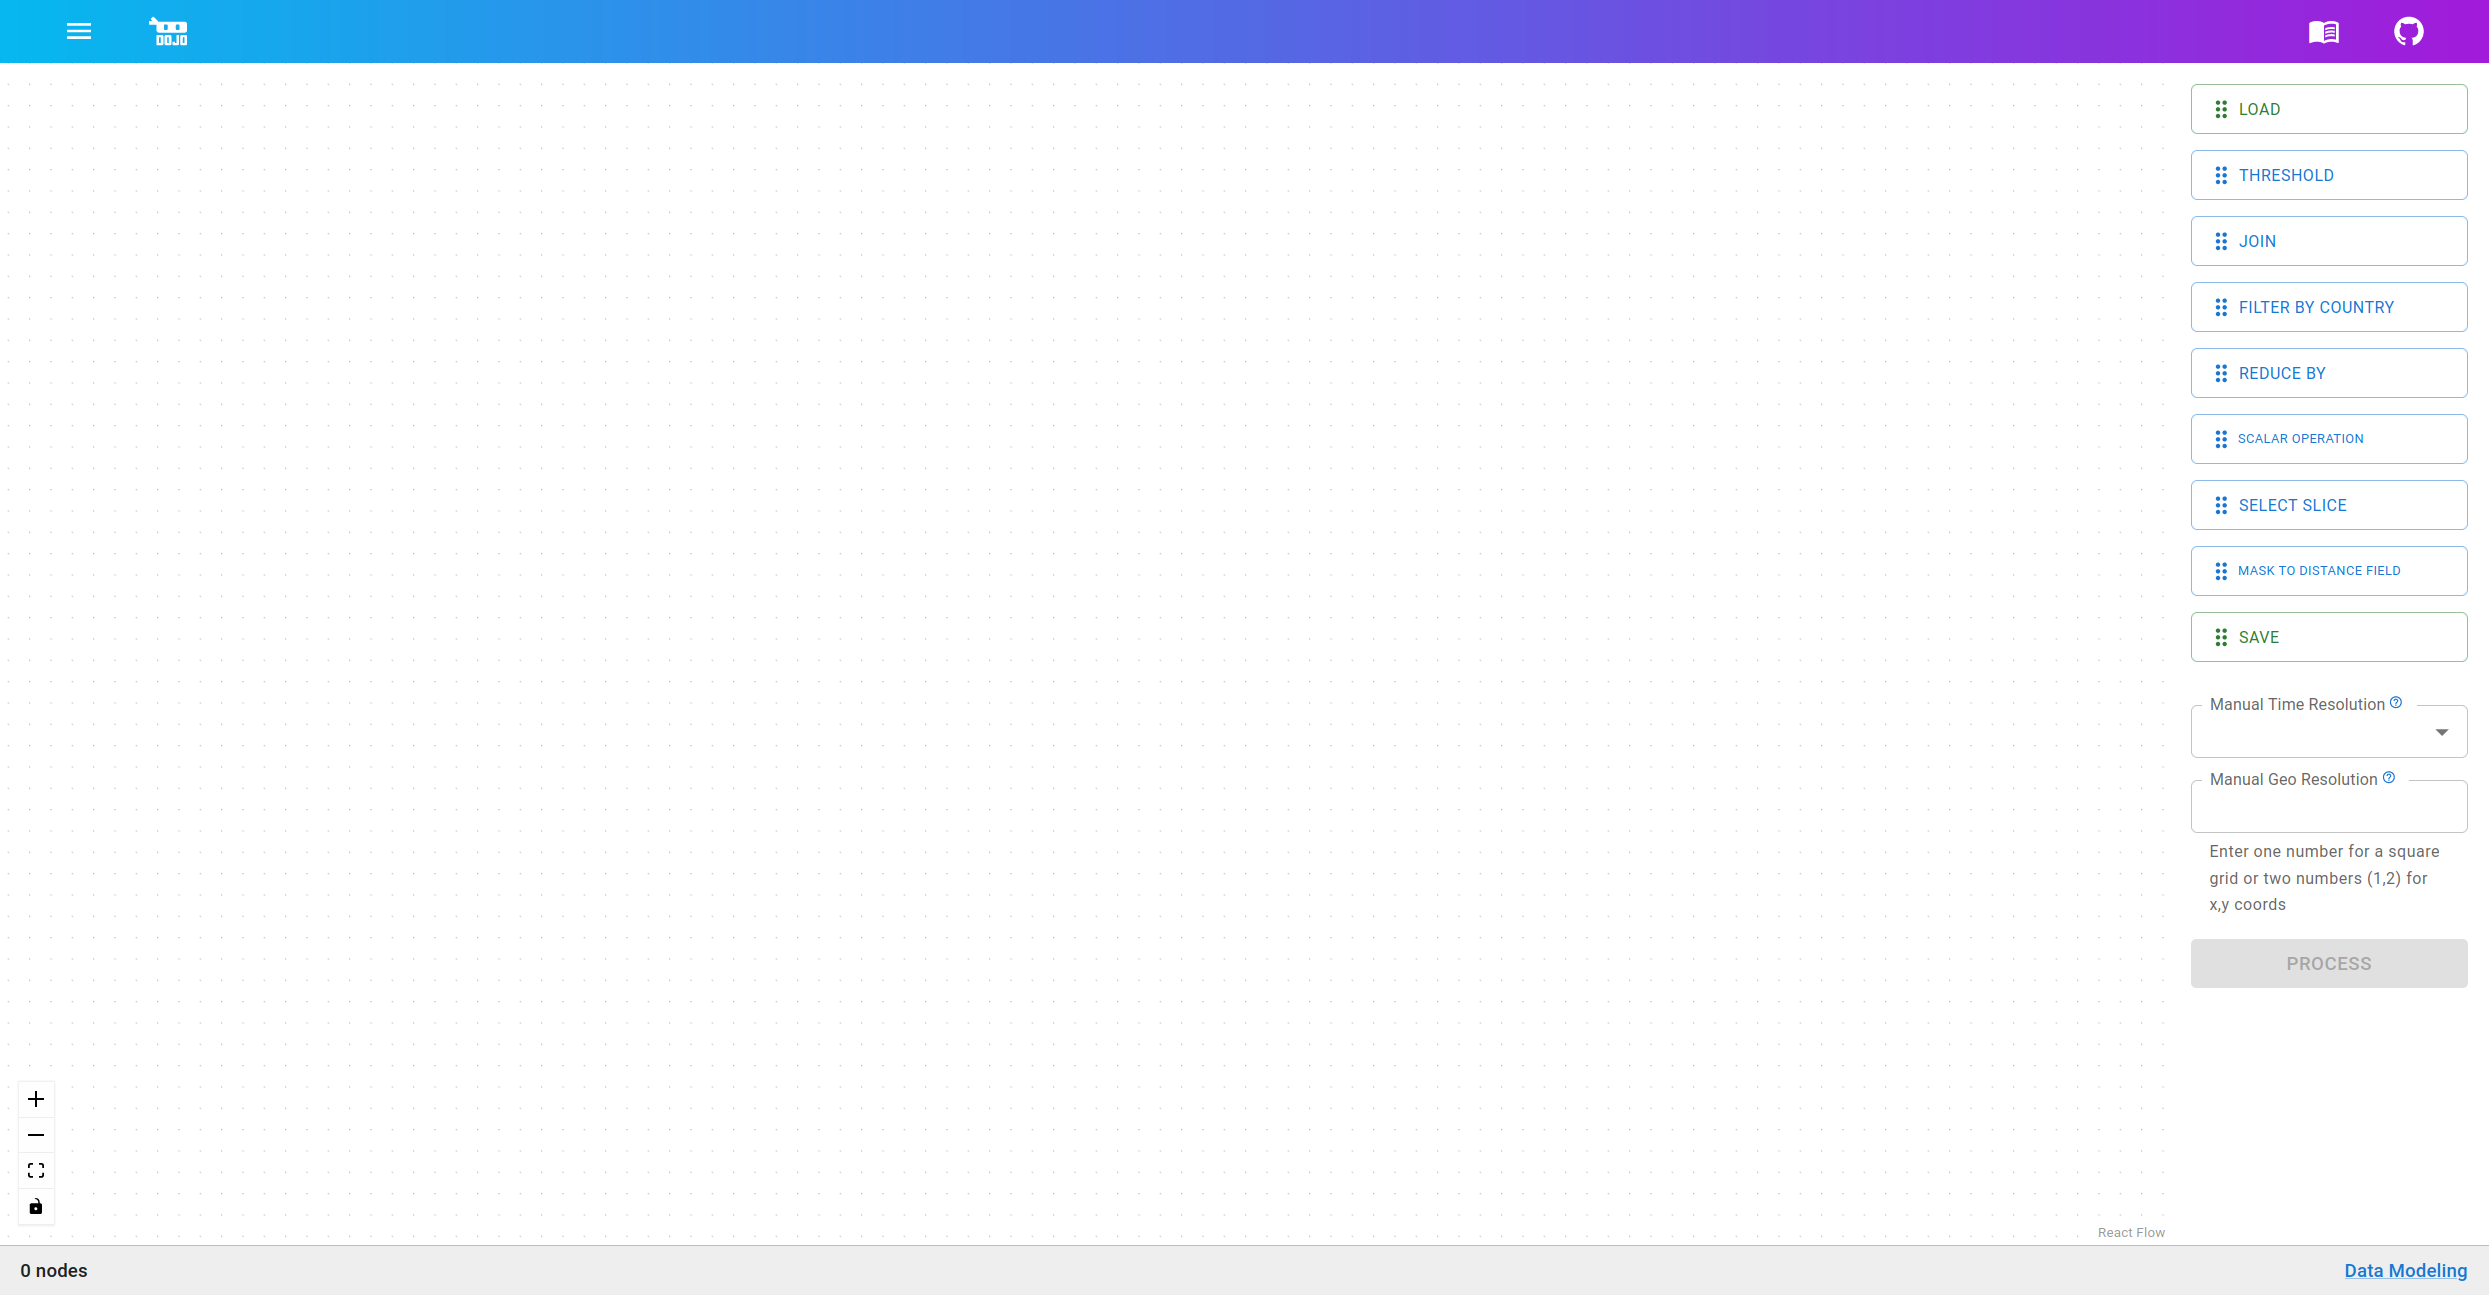 DOJO
LOAD
THRESHOLD
JOIN
FILTER BY COUNTRY
REDUCE BY
SCALAR OPERATION
SELECT SLICE
MASK TO DISTANCE FIELD
SAVE
Manual Time Resolution
Manual Geo Resolution
Enter one number for a square
grid or two numbers (1,2) for
x,y coords
PROCESS
React Flow
0 nodes
Data Modeling